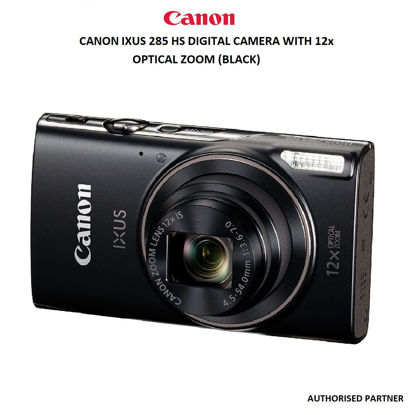 Canon
CANON IXUS 285 HS DIGITAL CAMERA WITH 12x
OPTICAL ZOOM (BLACK)
Canon
IXUS
CANON ZOOM LENS 12x IS
4.5-54.0mm 1:3.6-7.0
12x OPTICAL
ZOOM
AUTHORISED PARTNER